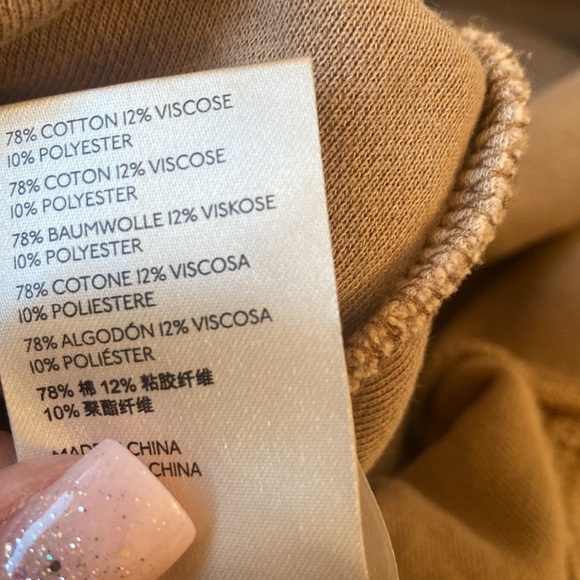 78% COTTON 12% VISCOSE
10% POLYESTER
78% COTON 12% VISCOSE
10% POLYESTER
78% BAUMWOLLE 12% VISKOSE
10% POLYESTER
78% COTONE 12% VISCOSA
10% POLIESTERE
78% ALGODÓN 12% VISCOSA
10% POLIÉSTER
78% 棉 12% 粘胶纤维
10% 聚酯纤维
CHINA
CHINA